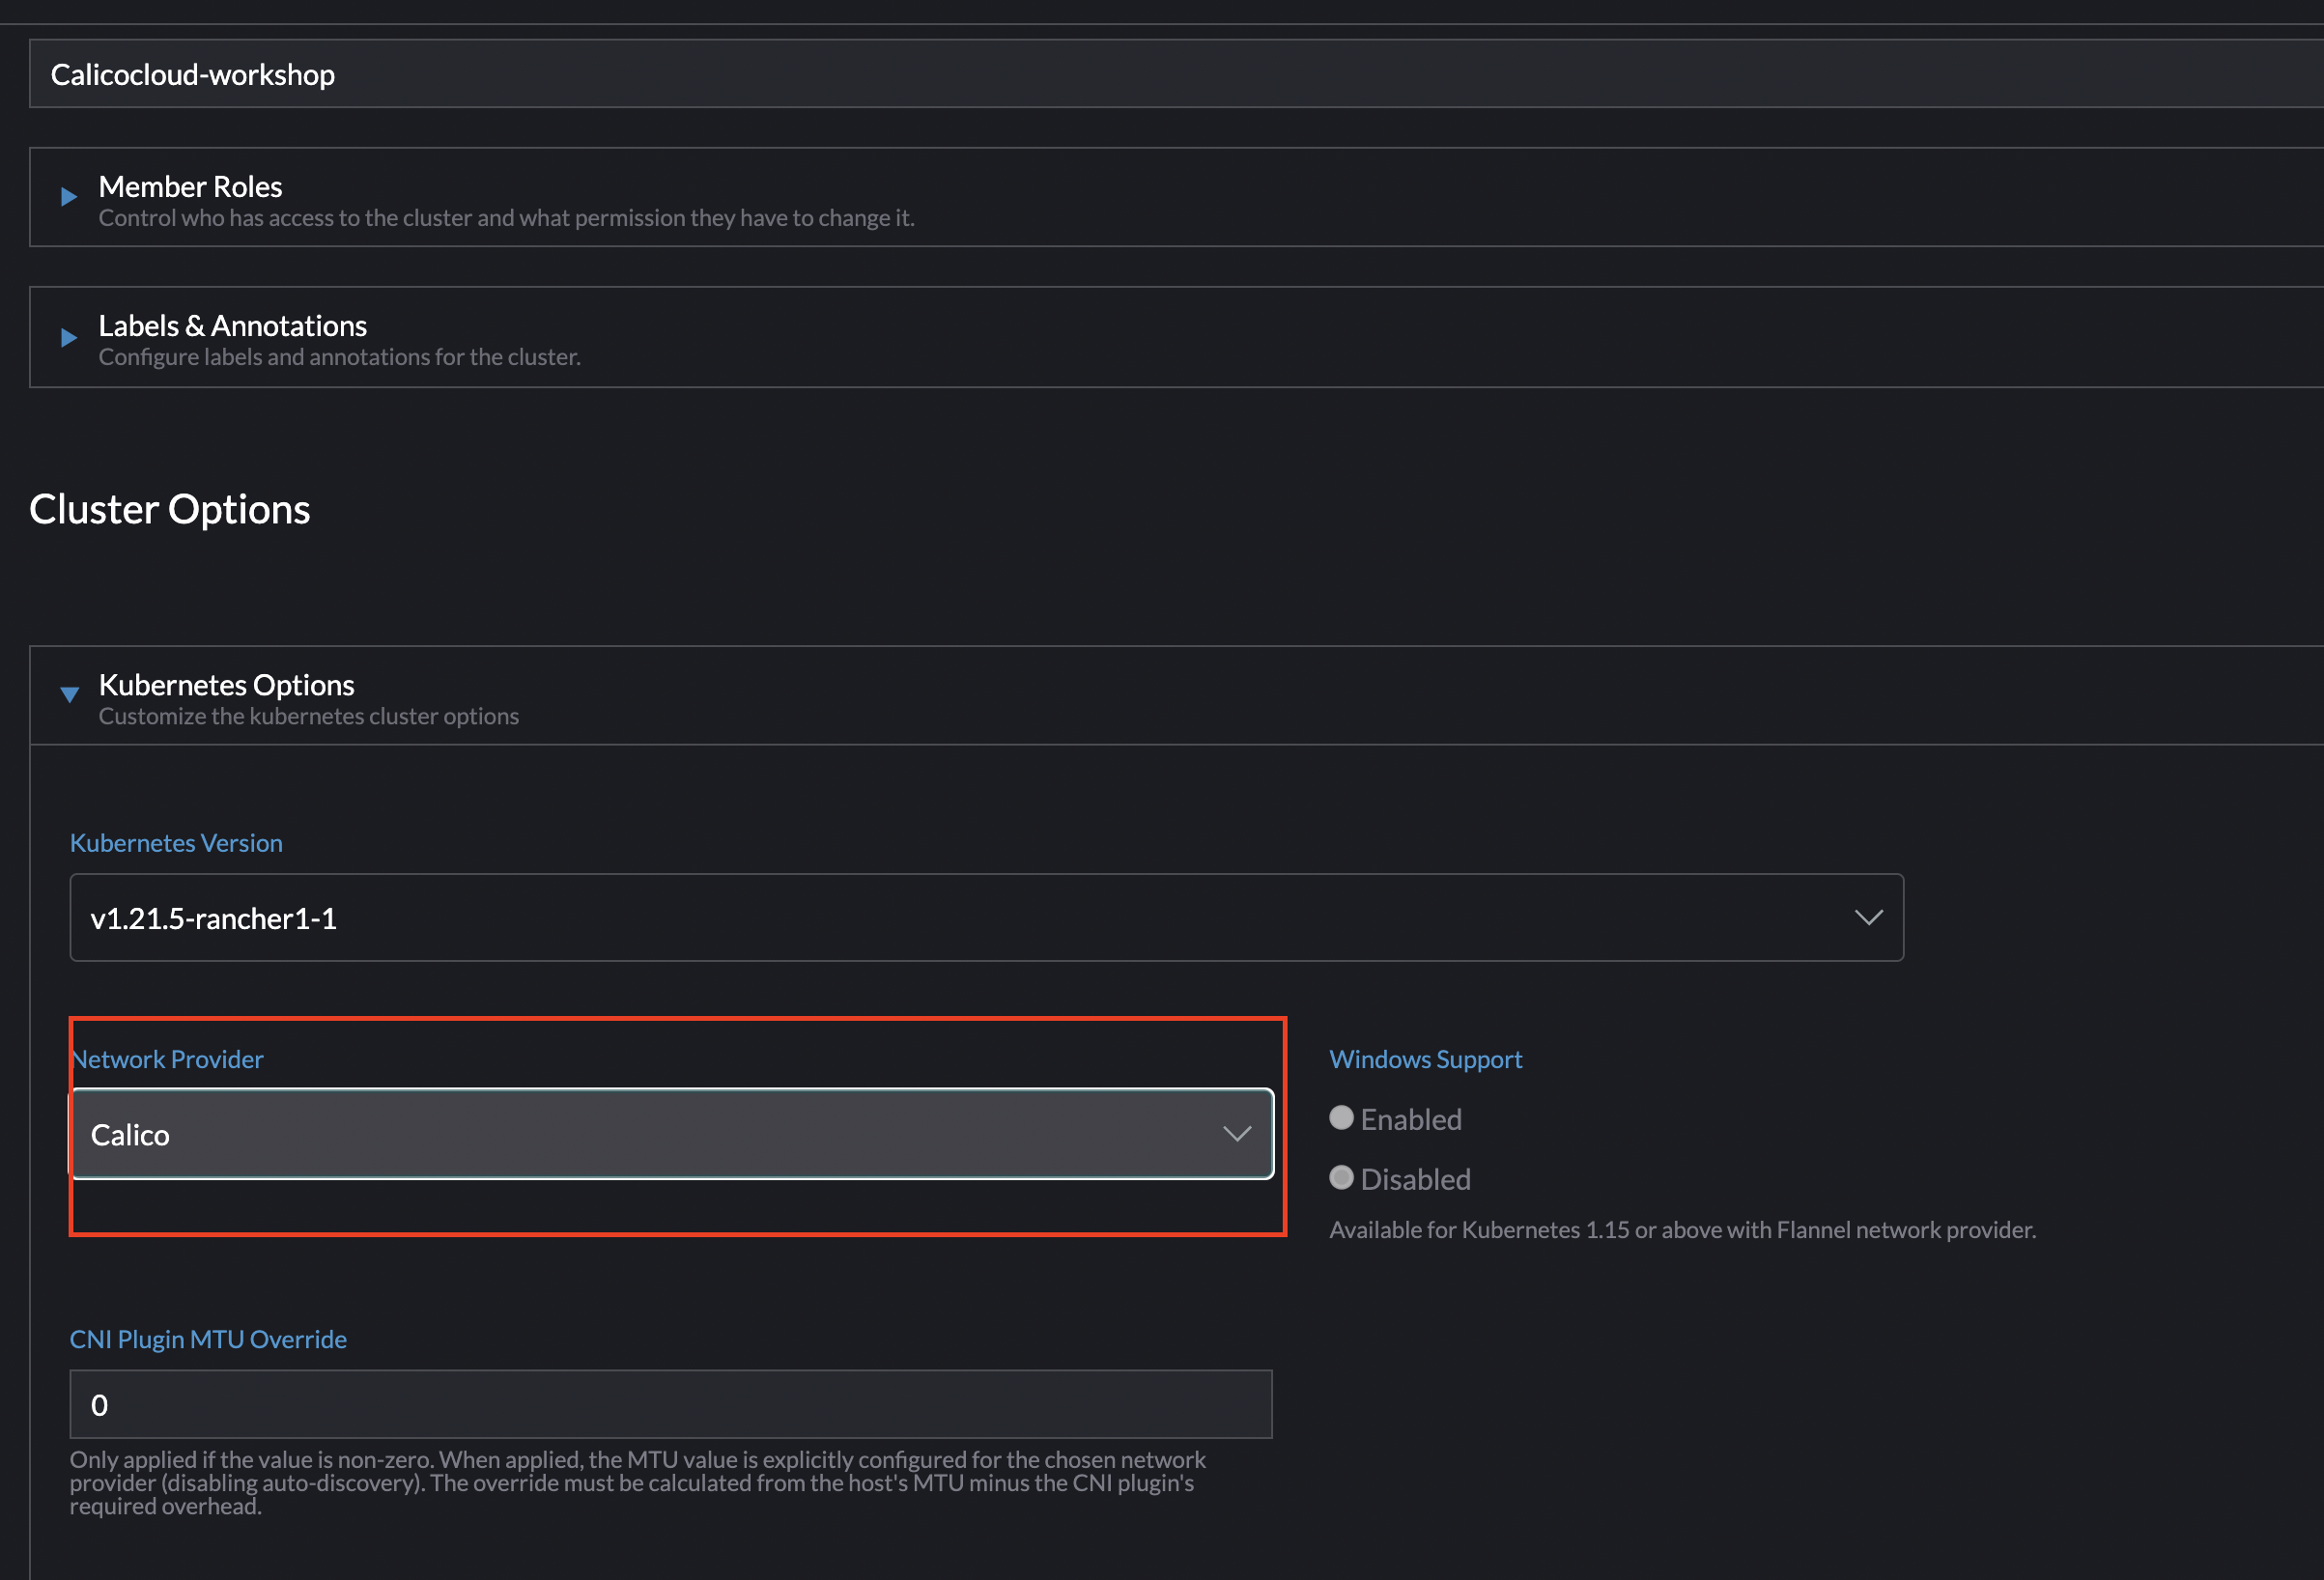 Calicocloud-workshop
Member Roles
Control who has access to the cluster and what permission they have to change it.
Labels & Annotations
Configure labels and annotations for the cluster.
Cluster Options
Kubernetes Options
Customize the kubernetes cluster options
Kubernetes Version
v1.21.5-rancher1-1
Network Provider
Calico
Windows Support
Enabled
Disabled
Available for Kubernetes 1.15 or above with Flannel network provider.
CNI Plugin MTU Override
0
Only applied if the value is non-zero. When applied, the MTU value is explicitly configured for the chosen network
provider (disabling auto-discovery). The override must be calculated from the host's MTU minus the CNI plugin's
required overhead.